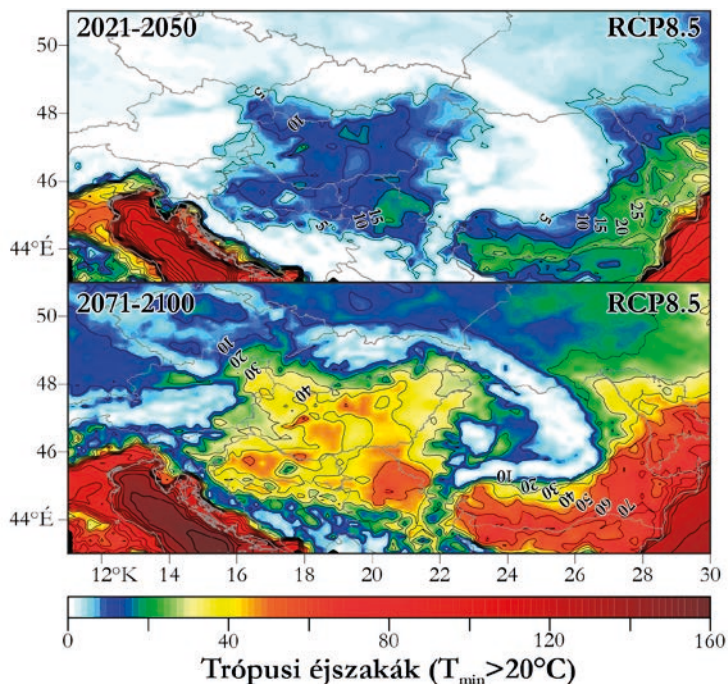 2021-2050 RCP8.5
50
48
46
44°É
5 10 15 10 5 5 10 15 20 25
2071-2100 RCP8.5
50
48
46
44°É
10 20 30 40 10 20 30 40 50 60 70
12°K 14 16 18 20 22 24 26 28 30
0 40 80 120 160
Trópusi éjszakák (Tmin>20°C)